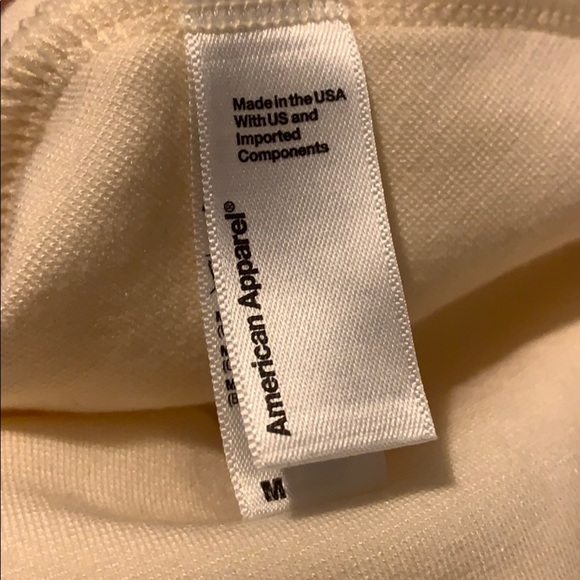 Made in the USA
With US and
Imported
Components
American Apparel®
M